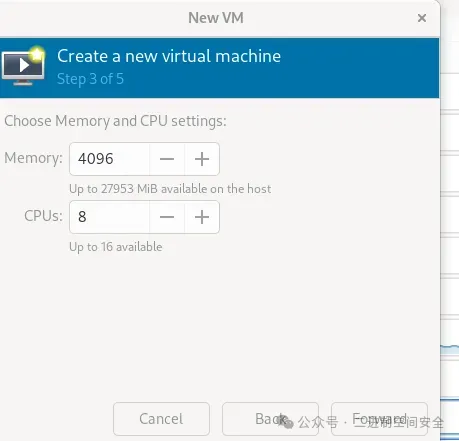 New VM
Create a new virtual machine
Step 3 of 5
Choose Memory and CPU settings:
Memory: 4096
Up to 27953 MiB available on the host
CPUs: 8
Up to 16 available
Cancel Back Forward
公众号 · 二进制空间安全